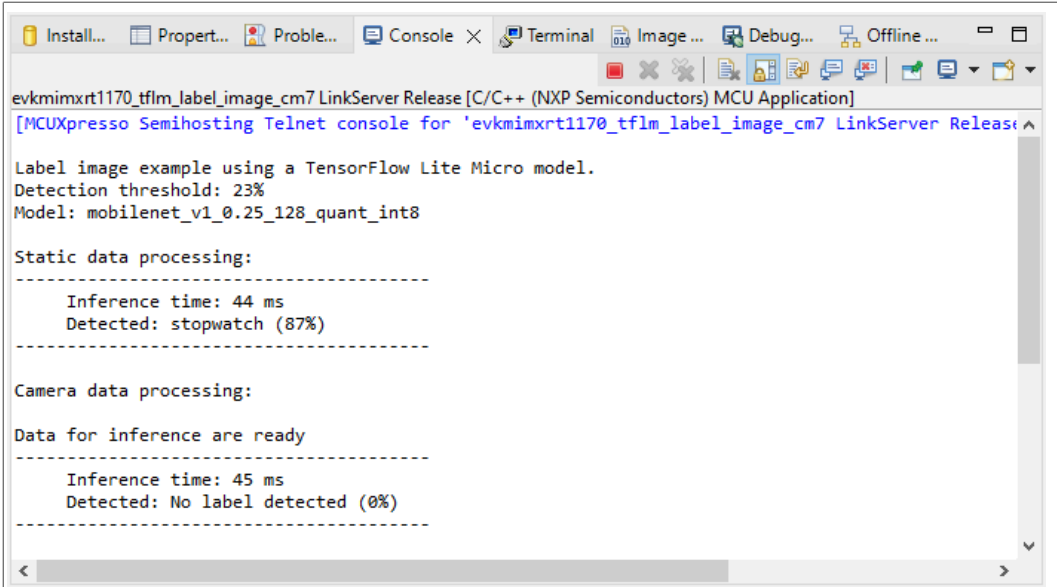 Install... Propert... Proble... Console Terminal Image ... Debug... Offline ...
evkmimxrt1170_tflm_label_image_cm7 LinkServer Release [C/C++ (NXP Semiconductors) MCU Application]
[MCUXpresso Semihosting Telnet console for 'evkmimxrt1170_tflm_label_image_cm7 LinkServer Release
Label image example using a TensorFlow Lite Micro model.
Detection threshold: 23%
Model: mobilenet_v1_0.25_128_quant_int8
Static data processing:
----------------------------------------
Inference time: 44 ms
Detected: stopwatch (87%)
----------------------------------------
Camera data processing:
Data for inference are ready
----------------------------------------
Inference time: 45 ms
Detected: No label detected (0%)
----------------------------------------